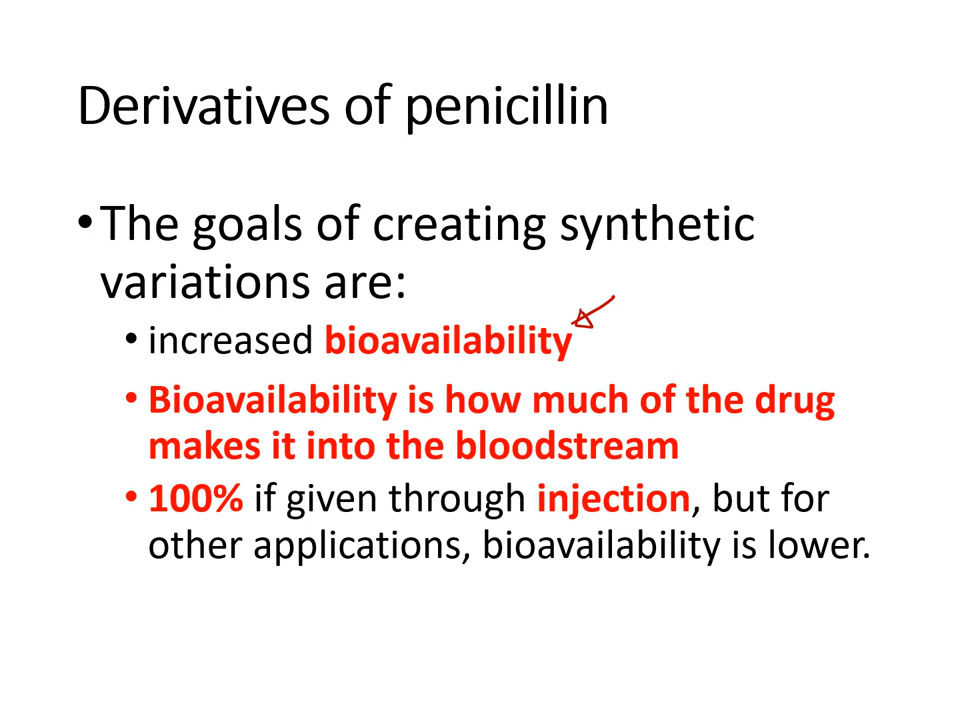 Derivatives of penicillin
•The goals of creating synthetic
variations are:
• increased bioavailability
• Bioavailability is how much of the drug
makes it into the bloodstream
• 100% if given through injection, but for
other applications, bioavailability is lower.